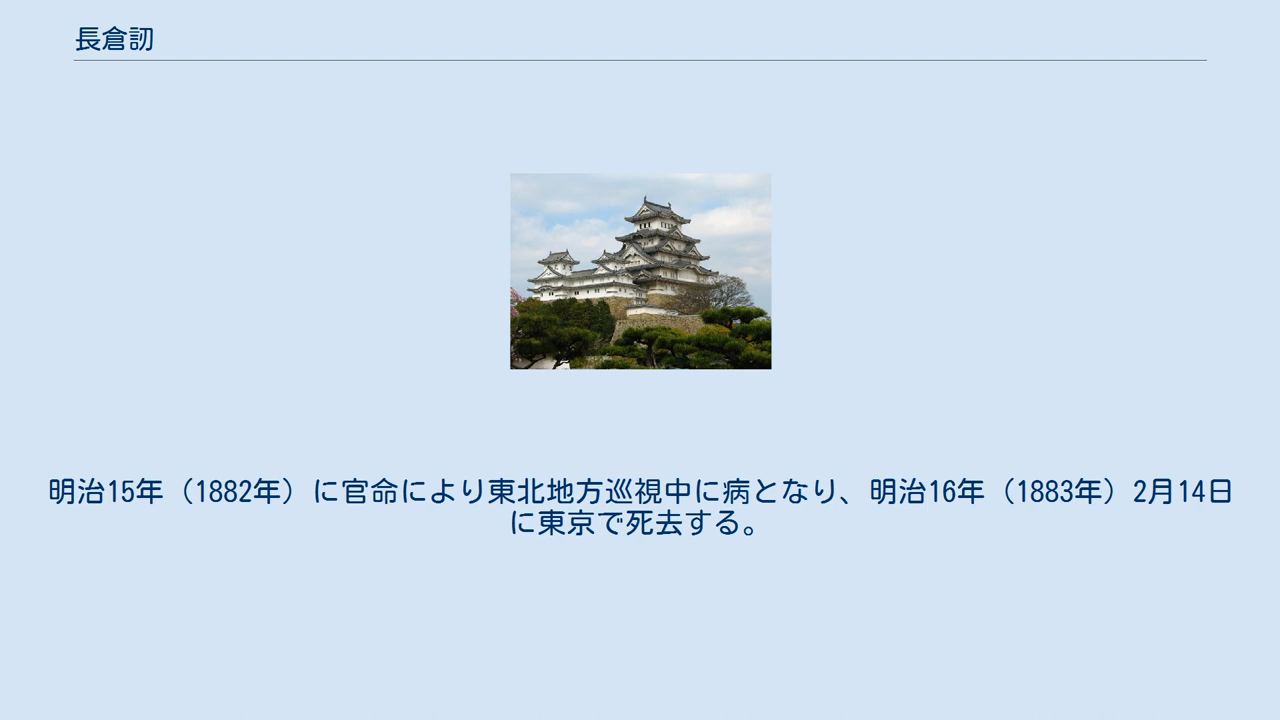 長倉訒
明治15年（1882年）に官命により東北地方巡視中に病となり、明治16年（1883年）2月14日
に東京で死去する。